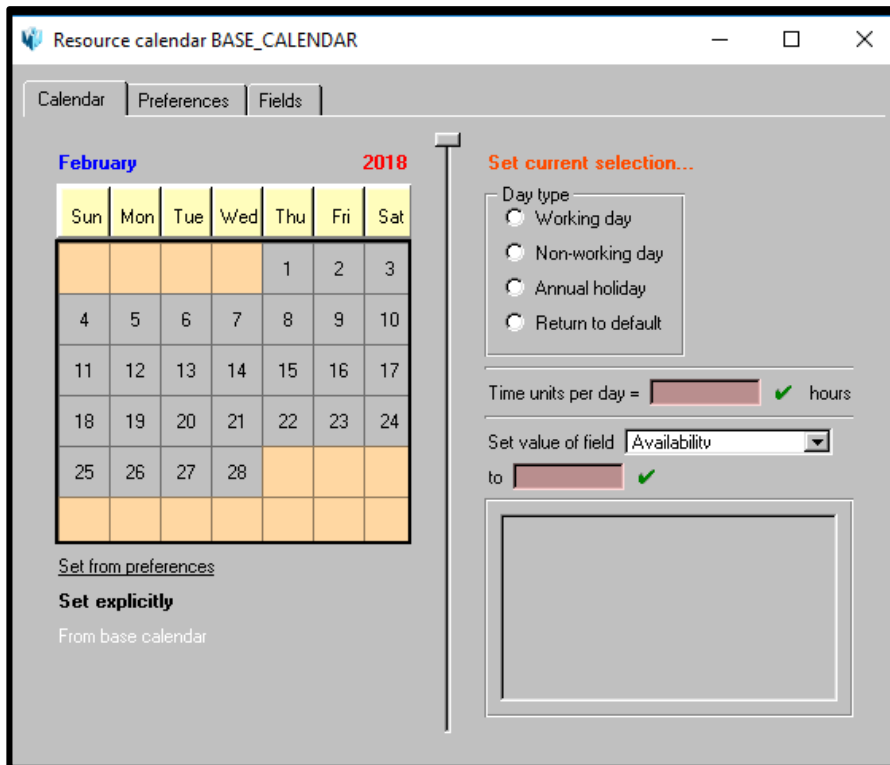 Resource calendar BASE_CALENDAR
Calendar Preferences Fields
February 2018
Sun Mon Tue Wed Thu Fri Sat
1 2 3
4 5 6 7 8 9 10
11 12 13 14 15 16 17
18 19 20 21 22 23 24
25 26 27 28
Set from preferences
Set explicitly
From base calendar
Set current selection...
Day type
Working day
Non-working day
Annual holiday
Return to default
Time units per day = hours
Set value of field Availability
to